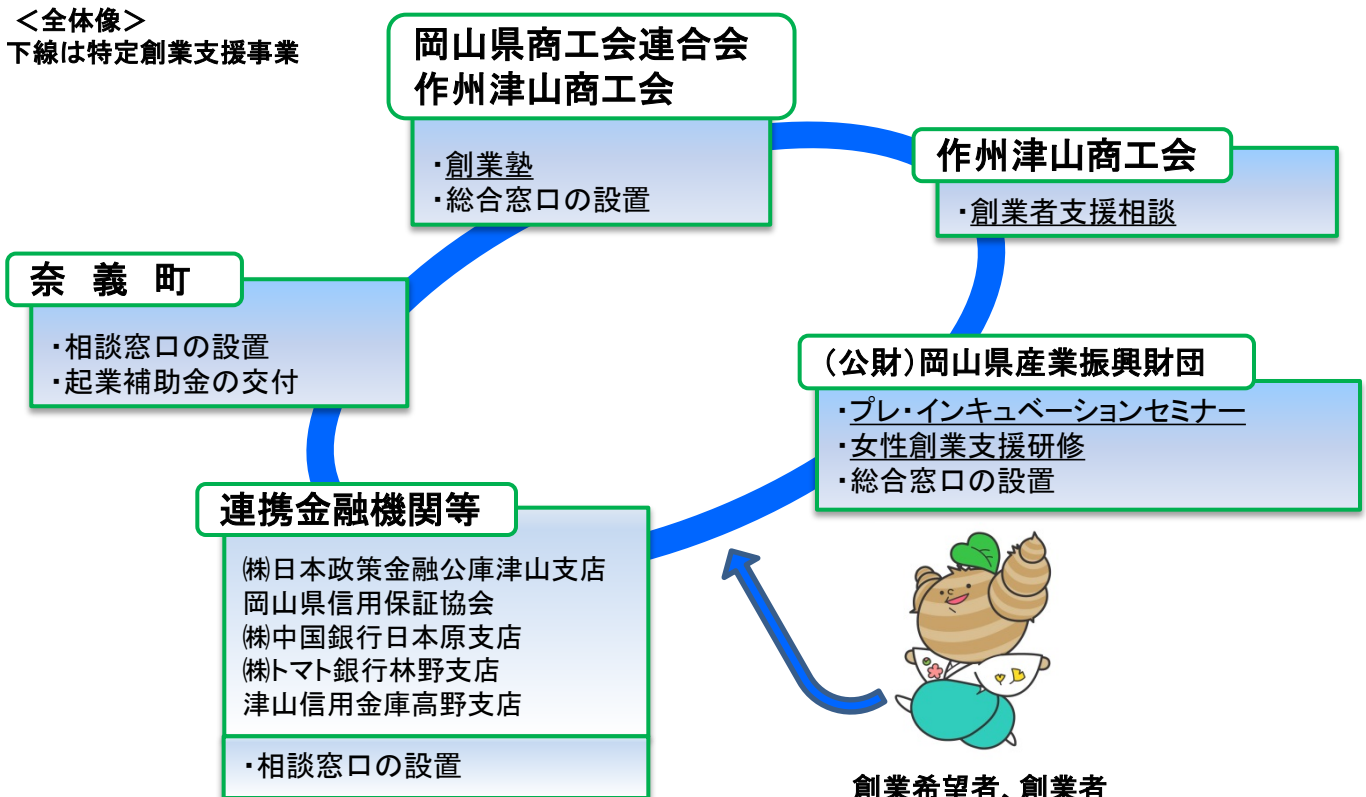 ＜全体像＞
下線は特定創業支援事業
岡山県商工会連合会
作州津山商工会
・創業塾
・総合窓口の設置
作州津山商工会
・創業者支援相談
奈 義 町
・相談窓口の設置
・起業補助金の交付
（公財）岡山県産業振興財団
・プレ・インキュベーションセミナー
・女性創業支援研修
・総合窓口の設置
連携金融機関等
㈱日本政策金融公庫津山支店
岡山県信用保証協会
㈱中国銀行日本原支店
㈱トマト銀行林野支店
津山信用金庫高野支店
・相談窓口の設置
創業希望者、創業者